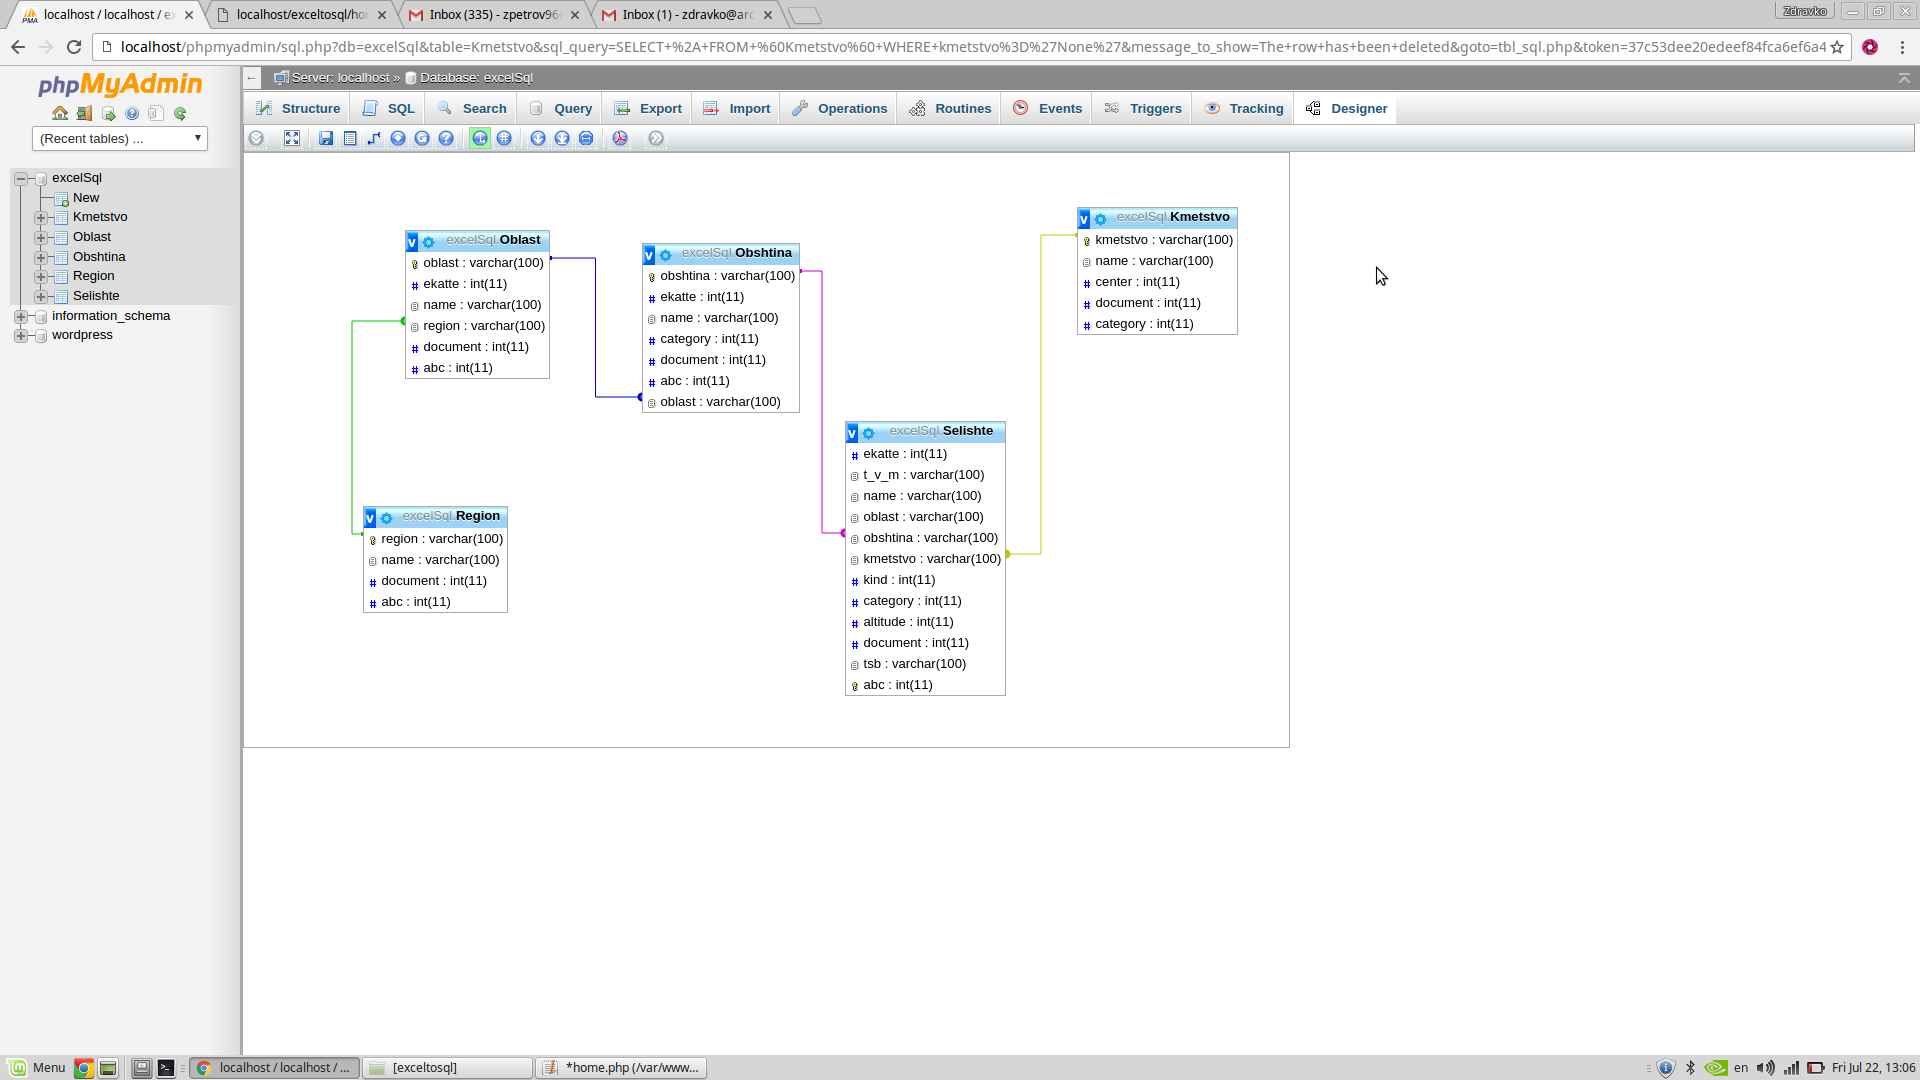 localhost / localhost / ex
localhost/exceltosql/ho
Inbox (335) - zpetrov96
Inbox (1) - zdravko@arc
Zdravko
localhost/phpmyadmin/sql.php?db=excelSql&table=Kmetstvo&sql_query=SELECT+%2A+FROM+%60Kmetstvo%60+WHERE+kmetstvo%3D%27None%27&message_to_show=The+row+has+been+deleted&goto=tbl_sql.php&token=37c53dee20edeef84fca6ef6a4
phpMyAdmin
(Recent tables) ...
excelSql
New
Kmetstvo
Oblast
Obshtina
Region
Selishte
information_schema
wordpress
Server: localhost » Database: excelSql
Structure SQL Search Query Export Import Operations Routines Events Triggers Tracking Designer
excelSql.Oblast
oblast : varchar(100)
ekatte : int(11)
name : varchar(100)
region : varchar(100)
document : int(11)
abc : int(11)
excelSql.Obshtina
obshtina : varchar(100)
ekatte : int(11)
name : varchar(100)
category : int(11)
document : int(11)
abc : int(11)
oblast : varchar(100)
excelSql.Kmetstvo
kmetstvo : varchar(100)
name : varchar(100)
center : int(11)
document : int(11)
category : int(11)
excelSql.Selishte
ekatte : int(11)
t_v_m : varchar(100)
name : varchar(100)
oblast : varchar(100)
obshtina : varchar(100)
kmetstvo : varchar(100)
kind : int(11)
category : int(11)
altitude : int(11)
document : int(11)
tsb : varchar(100)
abc : int(11)
excelSql.Region
region : varchar(100)
name : varchar(100)
document : int(11)
abc : int(11)
Menu
localhost / localhost / ...
[exceltosql]
*home.php (/var/www...
en
Fri Jul 22, 13:06